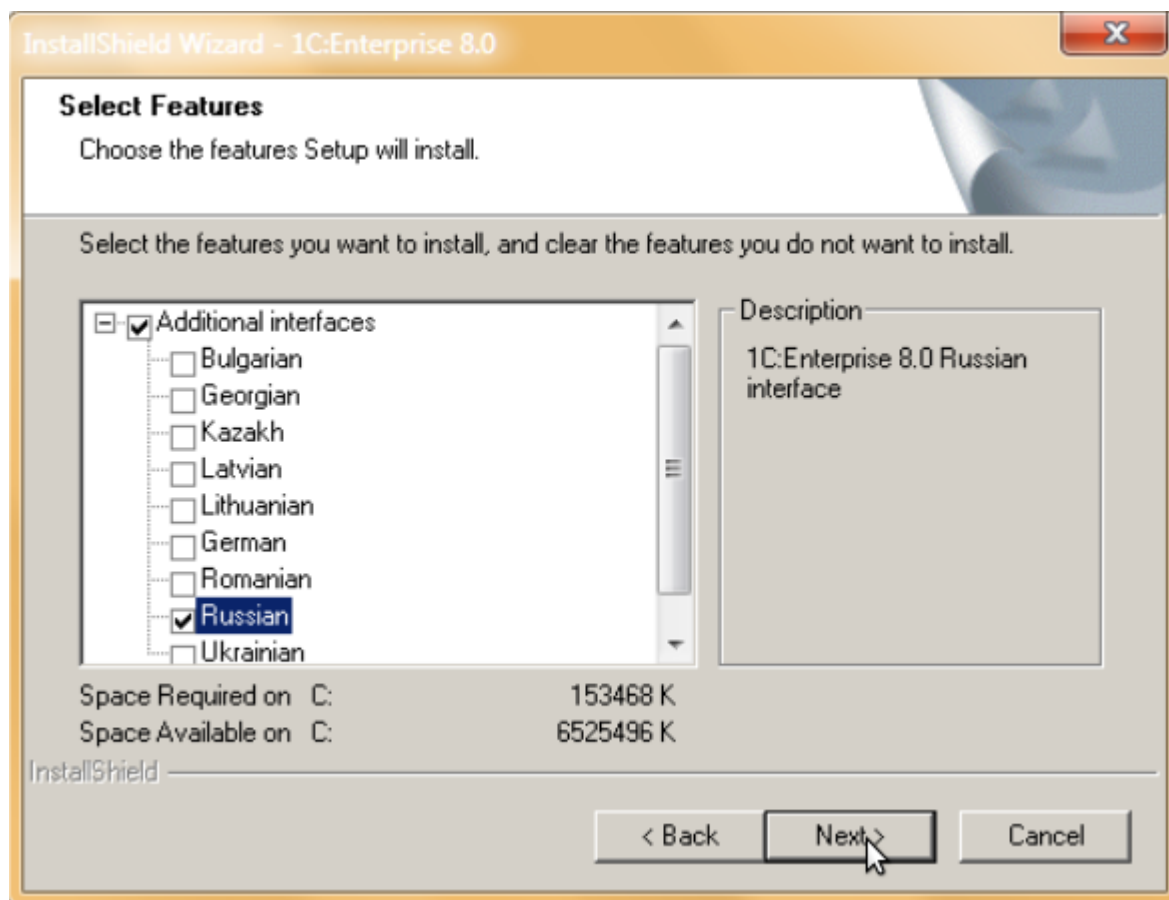 InstallShield Wizard - 1C:Enterprise 8.0
Select Features
Choose the features Setup will install.
Select the features you want to install, and clear the features you do not want to install.
Additional interfaces
Bulgarian
Georgian
Kazakh
Latvian
Lithuanian
German
Romanian
Russian
Ukrainian
Description
1C:Enterprise 8.0 Russian
interface
Space Required on C: 153468 K
Space Available on C: 6525496 K
InstallShield
< Back Next > Cancel